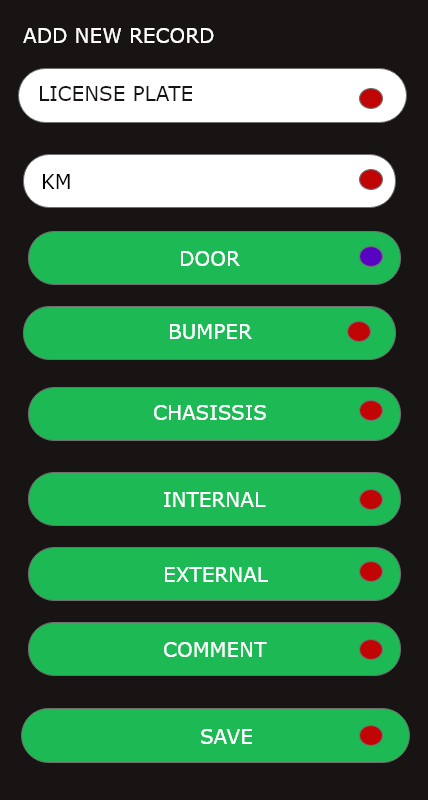 ADD NEW RECORD
LICENSE PLATE
KM
DOOR
BUMPER
CHASISSIS
INTERNAL
EXTERNAL
COMMENT
SAVE